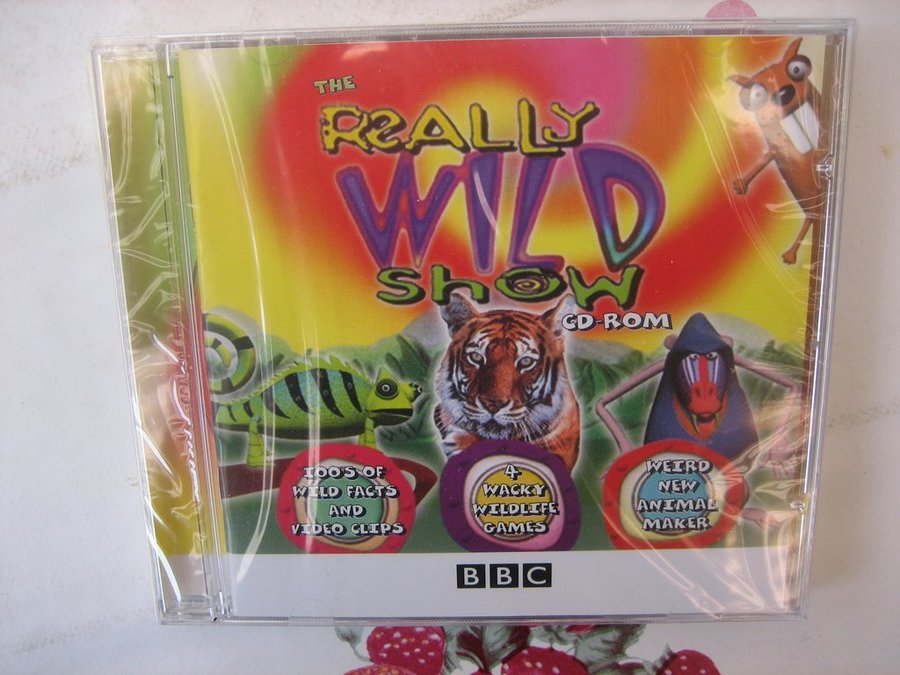 THE
REALLY
WILD
SHOW
CD-ROM
100'S OF
WILD FACTS
AND
VIDEO CLIPS
4
WACKY
WILDLIFE
GAMES
WEIRD
NEW
ANIMAL
MAKER
BBC